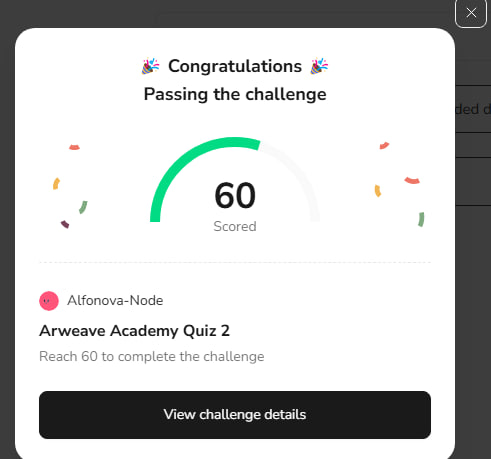 🎉 Congratulations 🎉
Passing the challenge
ded d
60
Scored
Alfonova-Node
Arweave Academy Quiz 2
Reach 60 to complete the challenge
View challenge details